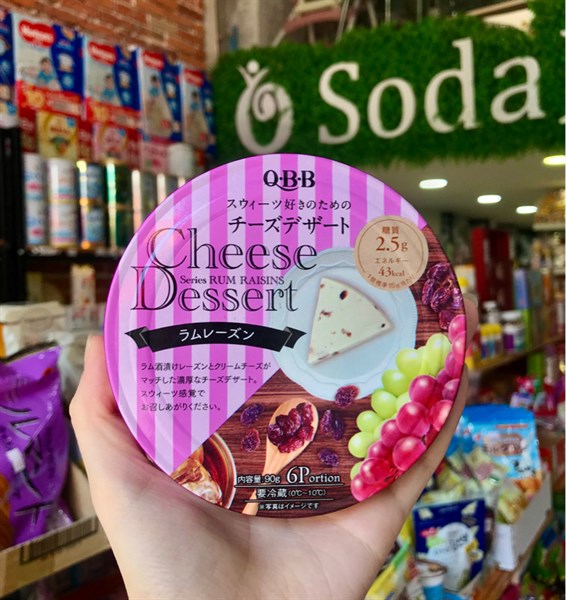 Soda
Q·B·B
スウィーツ好きのための
チーズデザート
Cheese
Series RUM RAISINS
Dessert
ラムレーズン
糖質
2.5g
エネルギー
43kcal
ラム酒漬けレーズンとクリームチーズが
マッチした濃厚なチーズデザート。
スウィーツ感覚で
お召しあがりください。
内容量 90g 6Portion
要冷蔵(0℃~10℃)
※写真はイメージです